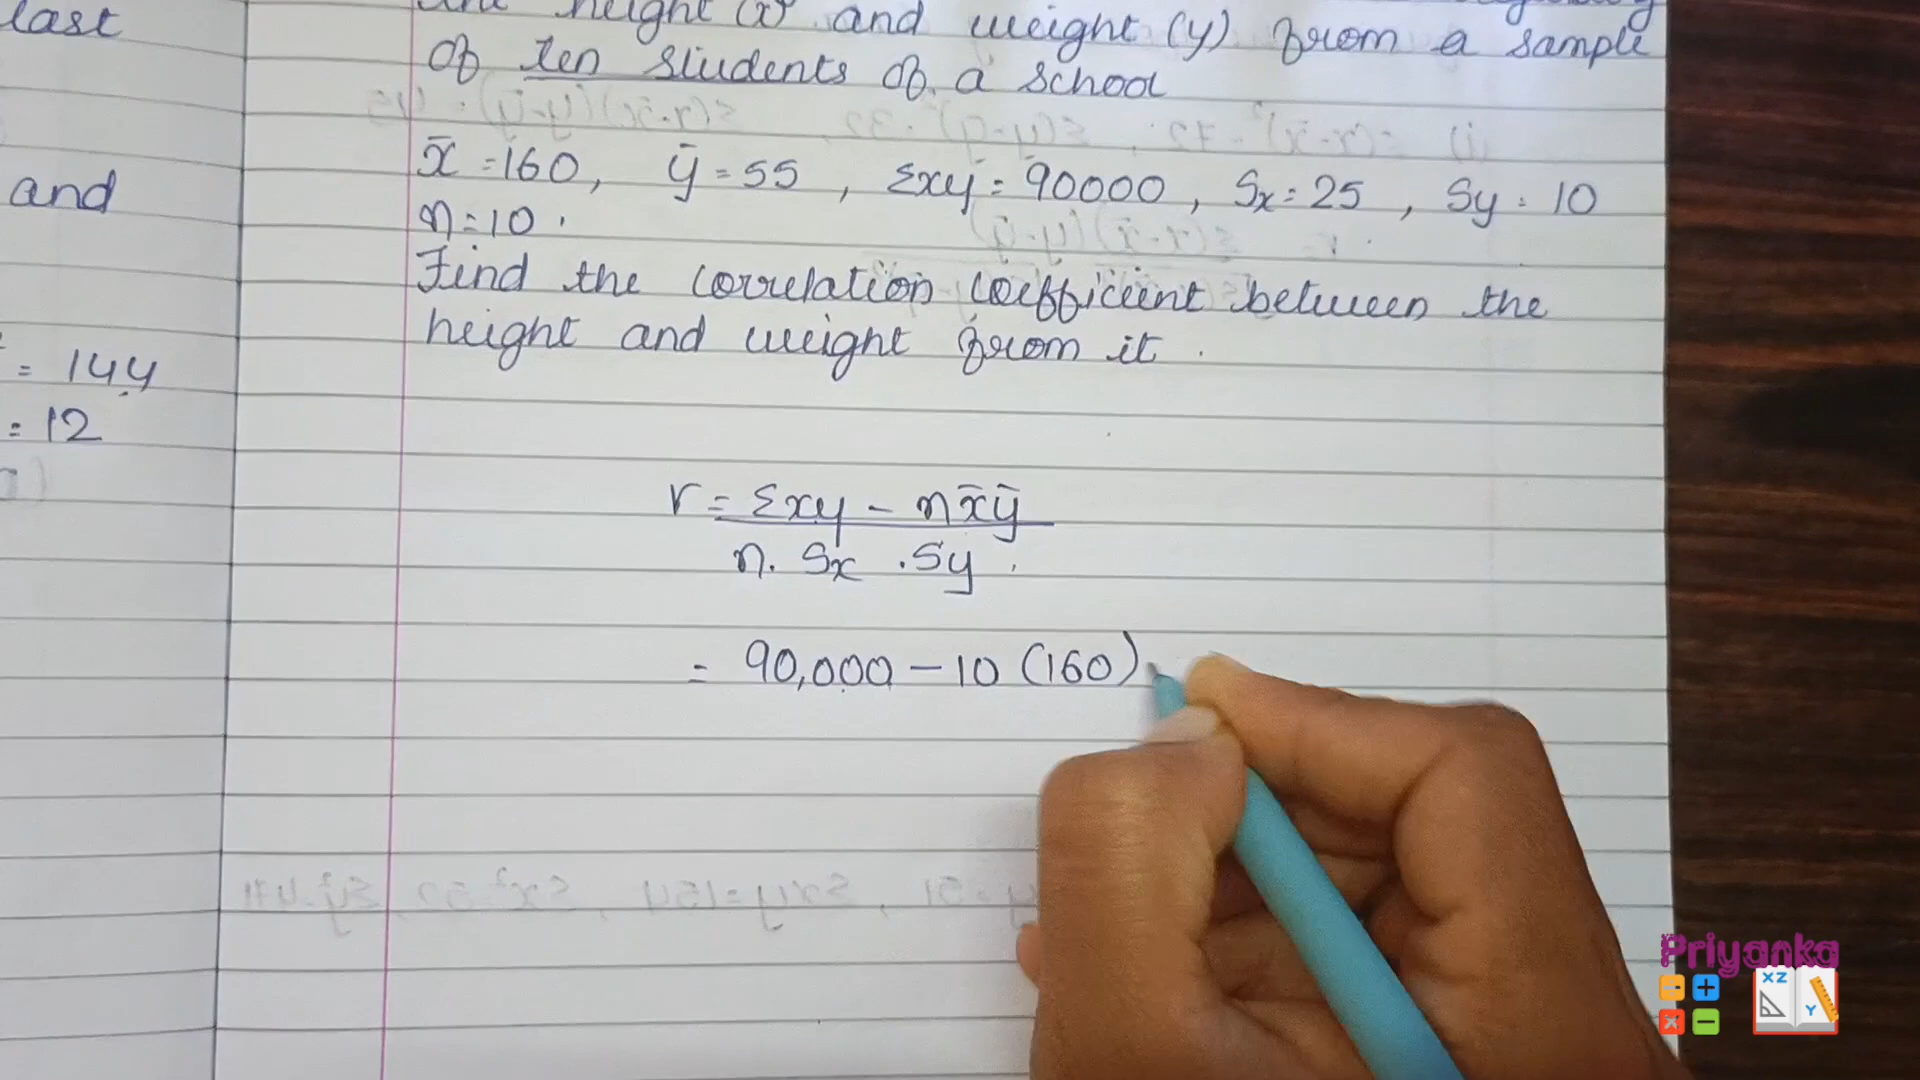 last
and
= 144
= 12
height (x) and weight (y) from a sample
of ten students of a school
x̄ = 160, ȳ = 55, Σxy = 90000, Sx = 25, Sy = 10
n = 10.
Find the correlation coefficient between the
height and weight from it.
r = Σxy - nx̄ȳ
n. Sx . Sy .
= 90,000 - 10 (160)
Priyanka
XZ
Y